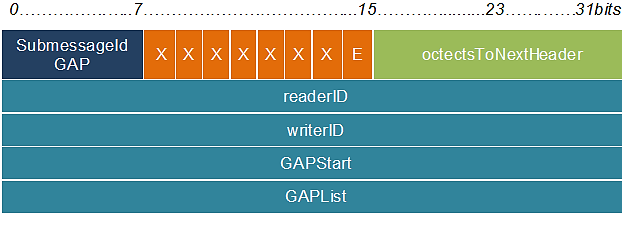 0......................7..........................................15......................23..............31bits
SubmessageId
GAP
X X X X X X X E
octectsToNextHeader
readerID
writerID
GAPStart
GAPList